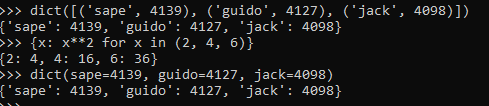 >>> dict([('sape', 4139), ('guido', 4127), ('jack', 4098)])
{'sape': 4139, 'guido': 4127, 'jack': 4098}
>>> {x: x**2 for x in (2, 4, 6)}
{2: 4, 4: 16, 6: 36}
>>> dict(sape=4139, guido=4127, jack=4098)
{'sape': 4139, 'guido': 4127, 'jack': 4098}
>>>